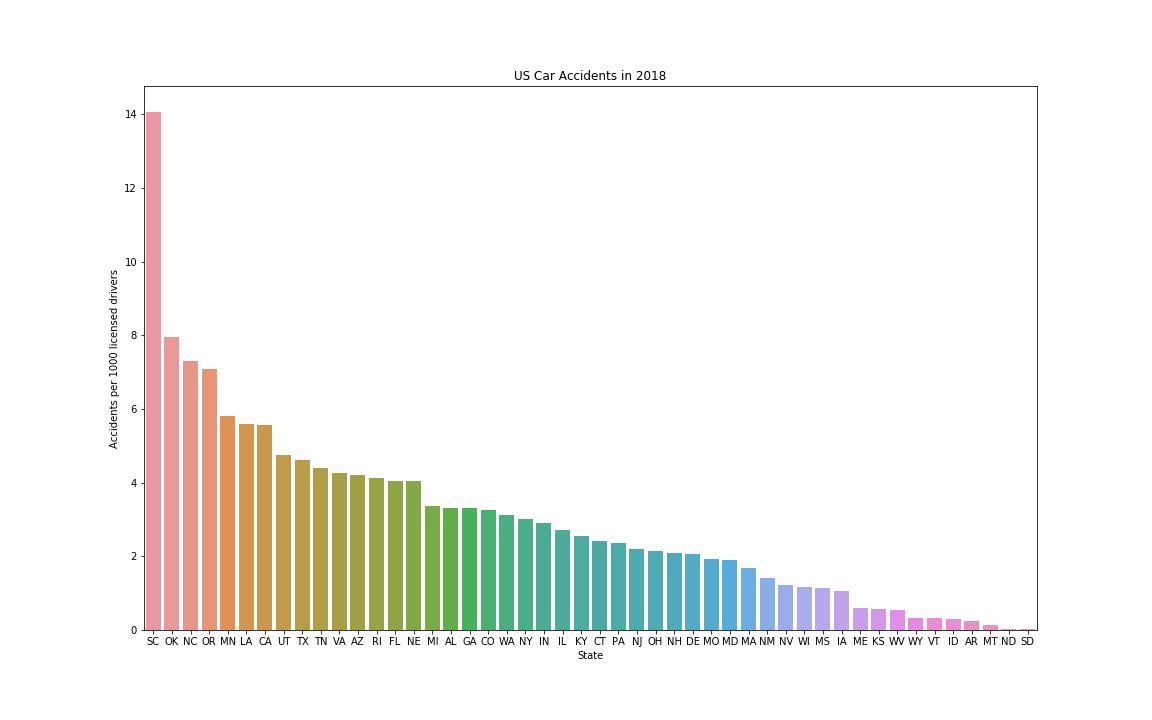 US Car Accidents in 2018
Accidents per 1000 licensed drivers
14
12
10
8
6
4
2
0
SC OK NC OR MN LA CA UT TX TN VA AZ RI FL NE MI AL GA CO WA NY IN IL KY CT PA NJ OH NH DE MO MD MA NM NV WI MS IA ME KS WV WY VT ID AR MT ND SD
State